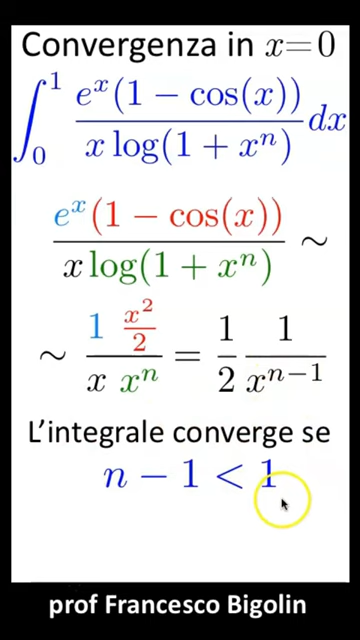 Convergenza in x=0
∫₀¹ eˣ(1 − cos(x)) / x log(1 + xⁿ) dx
eˣ(1 − cos(x)) / x log(1 + xⁿ) ∼
∼ 1 x²/2 / x xⁿ = 1/2 1/xⁿ⁻¹
L'integrale converge se
n − 1 < 1
prof Francesco Bigolin